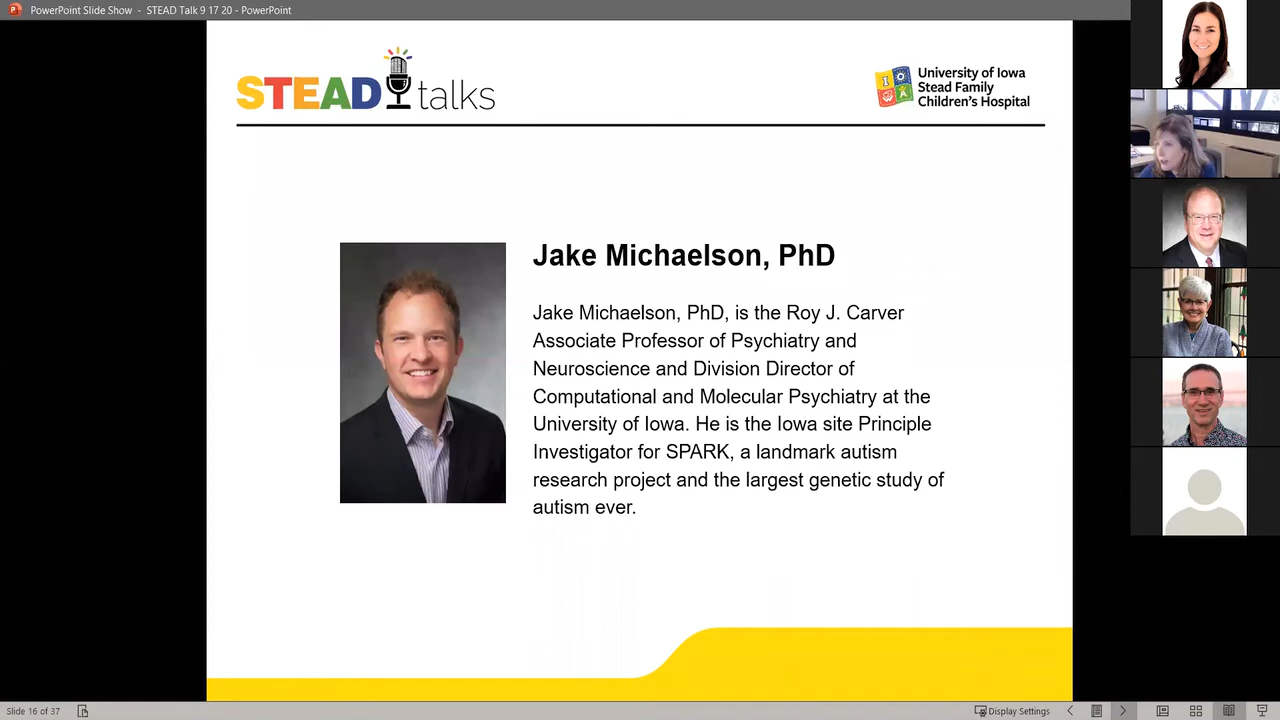 PowerPoint Slide Show - STEAD Talk 9 17 20 - PowerPoint
STEAD talks
University of Iowa
Stead Family
Children's Hospital
Jake Michaelson, PhD
Jake Michaelson, PhD, is the Roy J. Carver
Associate Professor of Psychiatry and
Neuroscience and Division Director of
Computational and Molecular Psychiatry at the
University of Iowa. He is the Iowa site Principle
Investigator for SPARK, a landmark autism
research project and the largest genetic study of
autism ever.
Slide 16 of 37
Display Settings